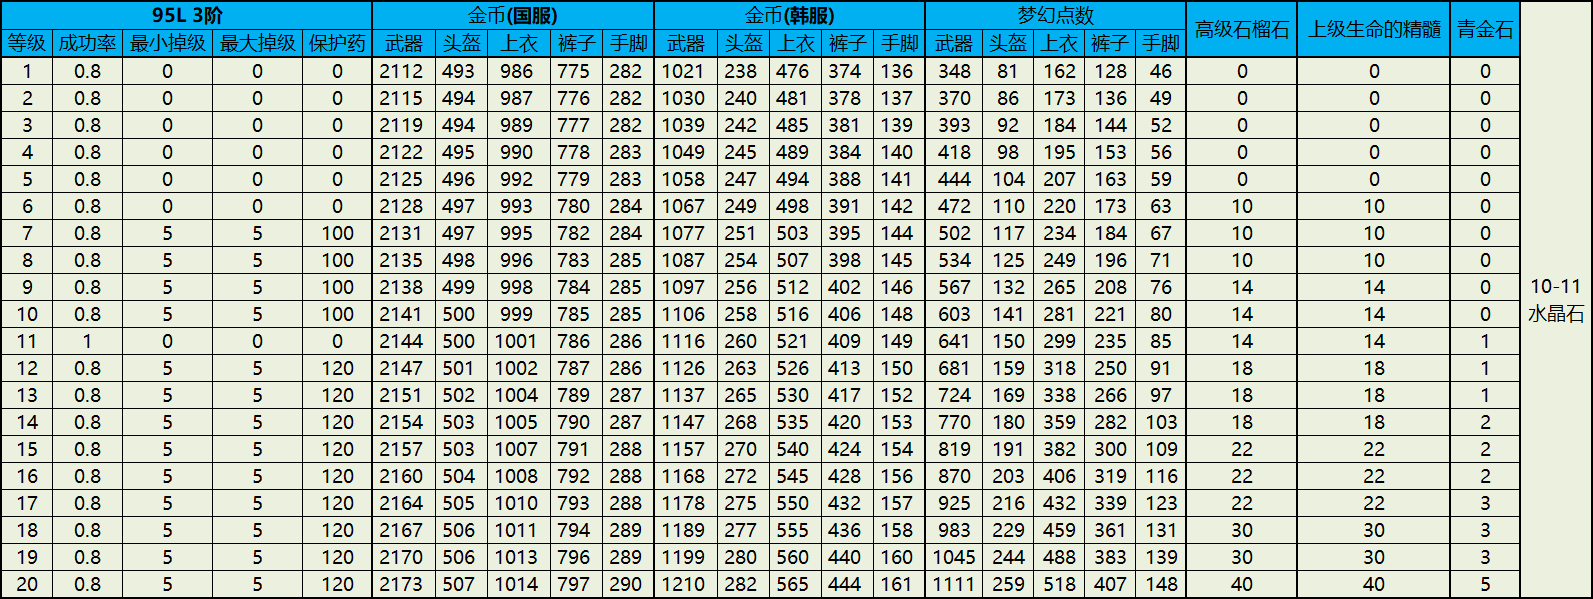 95L 3阶 金币(国服) 金币(韩服) 梦幻点数 高级石榴石 上级生命的精髓 青金石
等级 成功率 最小掉级 最大掉级 保护药 武器 头盔 上衣 裤子 手脚 武器 头盔 上衣 裤子 手脚 武器 头盔 上衣 裤子 手脚
1 0.8 0 0 0 2112 493 986 775 282 1021 238 476 374 136 348 81 162 128 46 0 0 0
2 0.8 0 0 0 2115 494 987 776 282 1030 240 481 378 137 370 86 173 136 49 0 0 0
3 0.8 0 0 0 2119 494 989 777 282 1039 242 485 381 139 393 92 184 144 52 0 0 0
4 0.8 0 0 0 2122 495 990 778 283 1049 245 489 384 140 418 98 195 153 56 0 0 0
5 0.8 0 0 0 2125 496 992 779 283 1058 247 494 388 141 444 104 207 163 59 0 0 0
6 0.8 0 0 0 2128 497 993 780 284 1067 249 498 391 142 472 110 220 173 63 10 10 0
7 0.8 5 5 100 2131 497 995 782 284 1077 251 503 395 144 502 117 234 184 67 10 10 0
8 0.8 5 5 100 2135 498 996 783 285 1087 254 507 398 145 534 125 249 196 71 10 10 0
9 0.8 5 5 100 2138 499 998 784 285 1097 256 512 402 146 567 132 265 208 76 14 14 0
10 0.8 5 5 100 2141 500 999 785 285 1106 258 516 406 148 603 141 281 221 80 14 14 0
11 1 0 0 0 2144 500 1001 786 286 1116 260 521 409 149 641 150 299 235 85 14 14 1
12 0.8 5 5 120 2147 501 1002 787 286 1126 263 526 413 150 681 159 318 250 91 18 18 1
13 0.8 5 5 120 2151 502 1004 789 287 1137 265 530 417 152 724 169 338 266 97 18 18 1
14 0.8 5 5 120 2154 503 1005 790 287 1147 268 535 420 153 770 180 359 282 103 18 18 2
15 0.8 5 5 120 2157 503 1007 791 288 1157 270 540 424 154 819 191 382 300 109 22 22 2
16 0.8 5 5 120 2160 504 1008 792 288 1168 272 545 428 156 870 203 406 319 116 22 22 2
17 0.8 5 5 120 2164 505 1010 793 288 1178 275 550 432 157 925 216 432 339 123 22 22 3
18 0.8 5 5 120 2167 506 1011 794 289 1189 277 555 436 158 983 229 459 361 131 30 30 3
19 0.8 5 5 120 2170 506 1013 796 289 1199 280 560 440 160 1045 244 488 383 139 30 30 3
20 0.8 5 5 120 2173 507 1014 797 290 1210 282 565 444 161 1111 259 518 407 148 40 40 5
10-11
水晶石